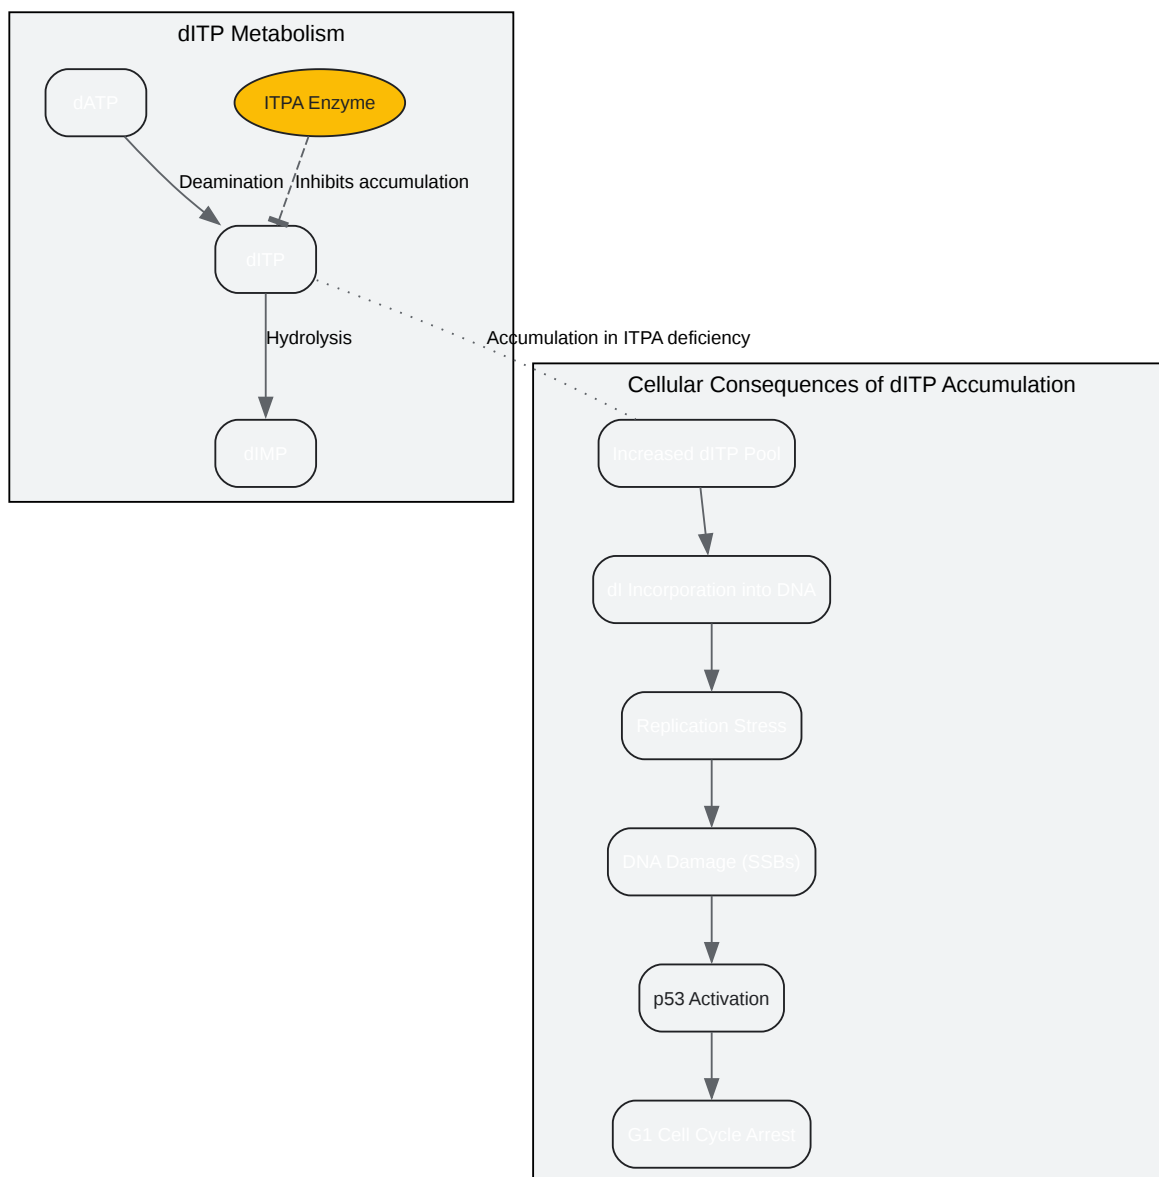 dITP Metabolism
dATP
ITPA Enzyme
Deamination
Inhibits accumulation
dITP
Hydrolysis
Accumulation in ITPA deficiency
dIMP
Cellular Consequences of dITP Accumulation
Increased dITP Pool
dI Incorporation into DNA
Replication Stress
DNA Damage (SSBs)
p53 Activation
G1 Cell Cycle Arrest